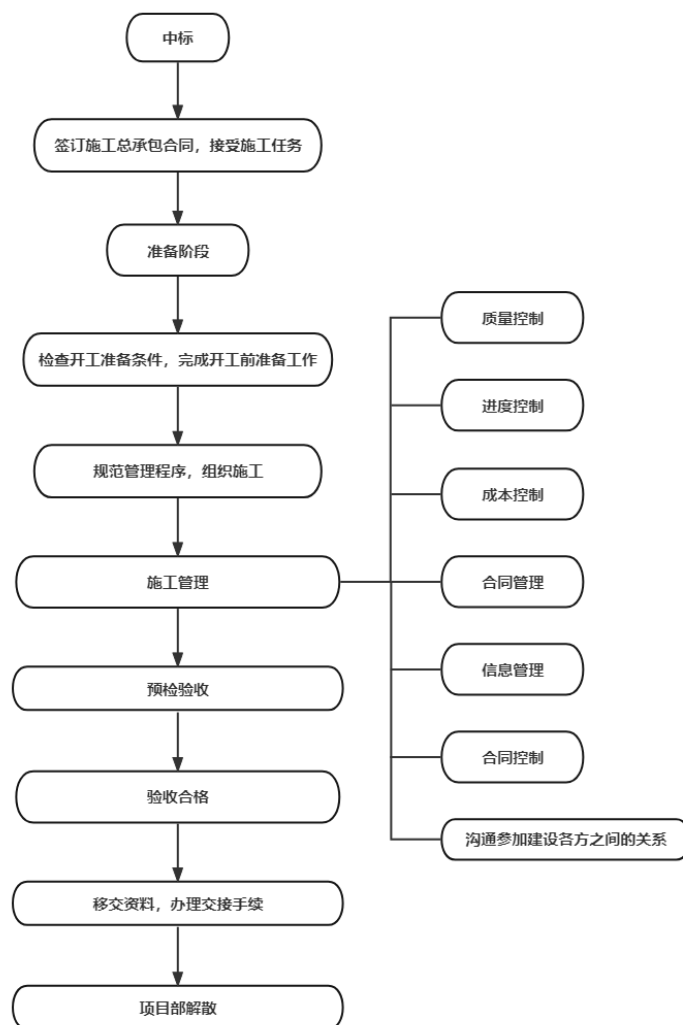 中标
签订施工总承包合同，接受施工任务
准备阶段
检查开工准备条件，完成开工前准备工作
规范管理程序，组织施工
施工管理
预检验收
验收合格
移交资料，办理交接手续
项目部解散
质量控制
进度控制
成本控制
合同管理
信息管理
合同控制
沟通参加建设各方之间的关系